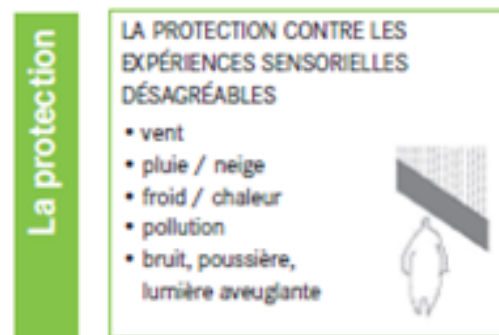 La protection
LA PROTECTION CONTRE LES
EXPÉRIENCES SENSORIELLES
DÉSAGRÉABLES
• vent
• pluie / neige
• froid / chaleur
• pollution
• bruit, poussière,
lumière aveuglante